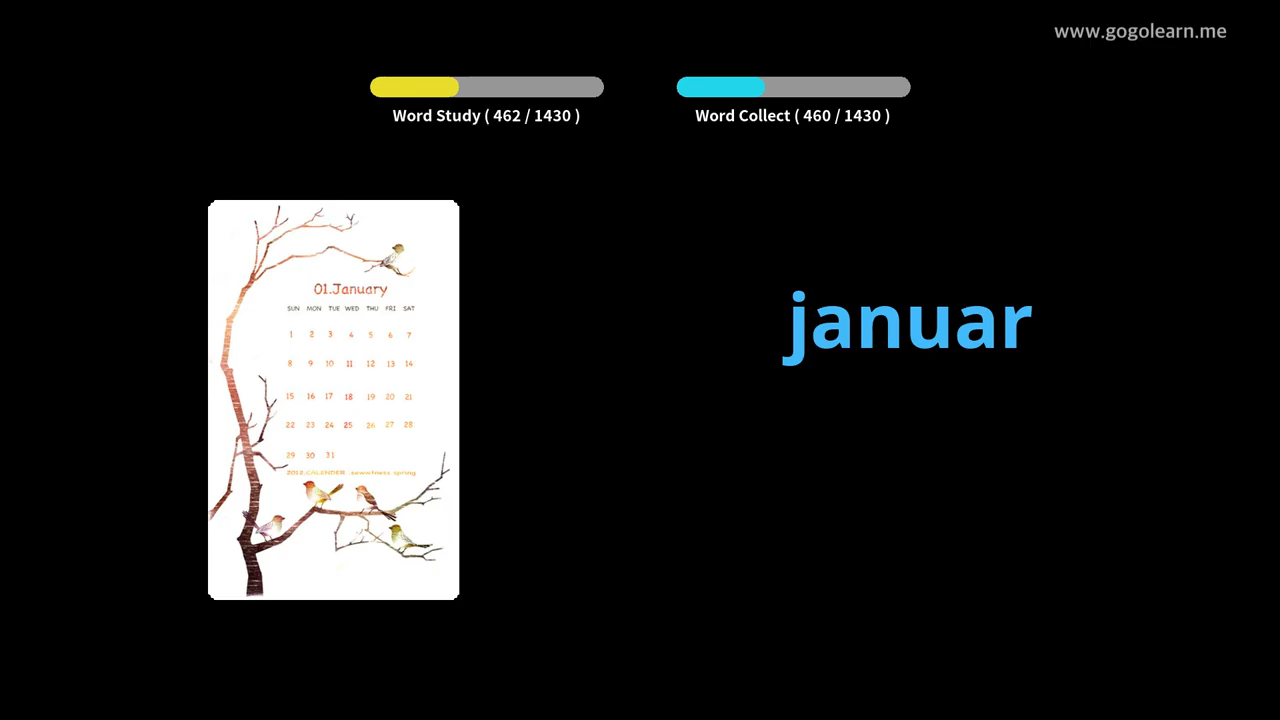 www.gogolearn.me
Word Study ( 462 / 1430 )
Word Collect ( 460 / 1430 )
januar
01.January
SUN MON TUE WED THU FRI SAT
1 2 3 4 5 6 7
8 9 10 11 12 13 14
15 16 17 18 19 20 21
22 23 24 25 26 27 28
29 30 31
CALENDER spring